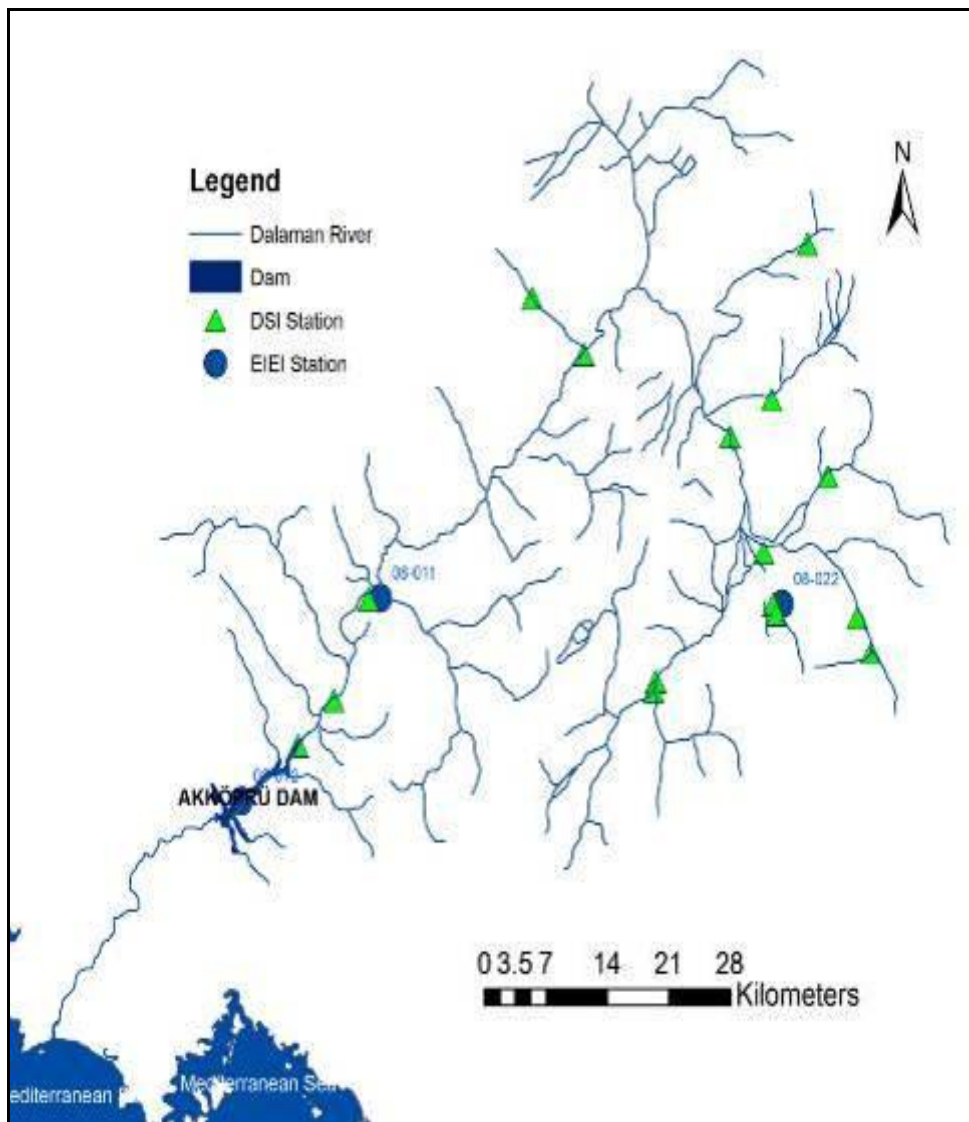 N
Legend
Dalaman River
Dam
DSI Station
EIEI Station
08-011
08-022
AKKÖPRÜ DAM
0 3.5 7 14 21 28
Kilometers
Mediterranean Sea